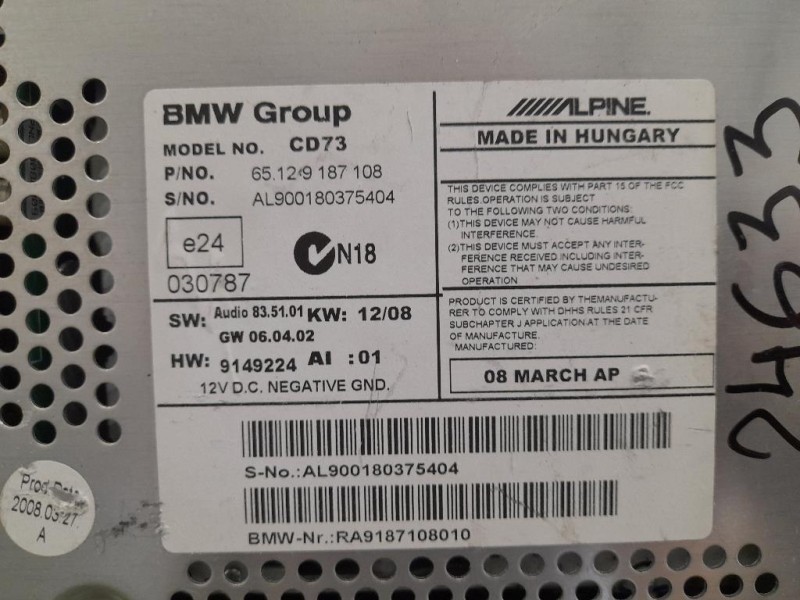 BMW Group
MODEL NO. CD73
P/NO. 65.12-9 187 108
S/NO. AL900180375404
e24
030787
N18
SW: Audio 83.51.01 KW: 12/08
GW 06.04.02
HW: 9149224 AI :01
12V D.C. NEGATIVE GND.
ALPINE.
MADE IN HUNGARY
THIS DEVICE COMPLIES WITH PART 15 OF THE FCC
RULES.OPERATION IS SUBJECT
TO THE FOLLOWING TWO CONDITIONS:
(1)THIS DEVICE MAY NOT CAUSE HARMFUL
INTERFERENCE.
(2)THIS DEVICE MUST ACCEPT ANY INTER-
FERENCE RECEIVED INCLUDING INTER-
FERENCE THAT MAY CAUSE UNDESIRED
OPERATION
PRODUCT IS CERTIFIED BY THEMANUFACTU-
RER TO COMPLY WITH DHHS RULES 21 CFR
SUBCHAPTER J APPLICATION AT THE DATE
OF MANUFACTURE.
MANUFACTURED:
08 MARCH AP
S-No.:AL900180375404
BMW-Nr.:RA9187108010
Prod.Date
2008.03.27.
A
24633